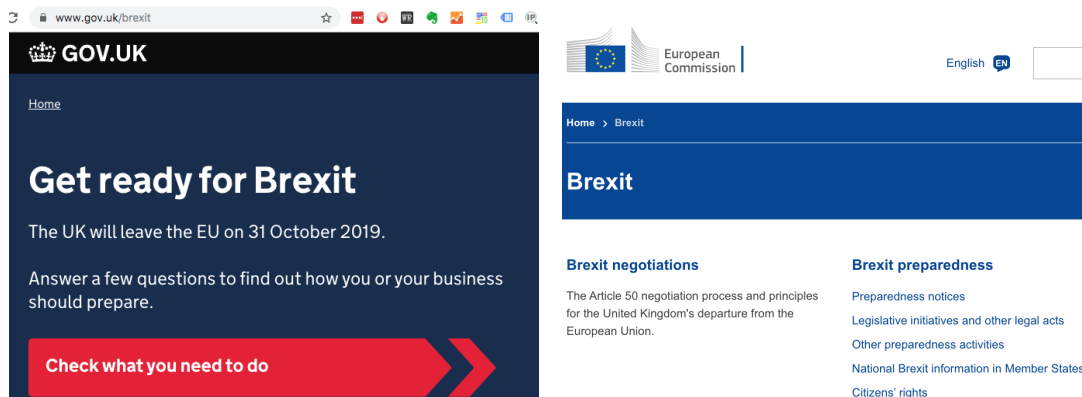 www.gov.uk/brexit
WR
10
IP
GOV.UK
Home
Get ready for Brexit
The UK will leave the EU on 31 October 2019.
Answer a few questions to find out how you or your business
should prepare.
Check what you need to do
European
Commission
English EN
Home > Brexit
Brexit
Brexit negotiations
The Article 50 negotiation process and principles
for the United Kingdom's departure from the
European Union.
Brexit preparedness
Preparedness notices
Legislative initiatives and other legal acts
Other preparedness activities
National Brexit information in Member States
Citizens' rights